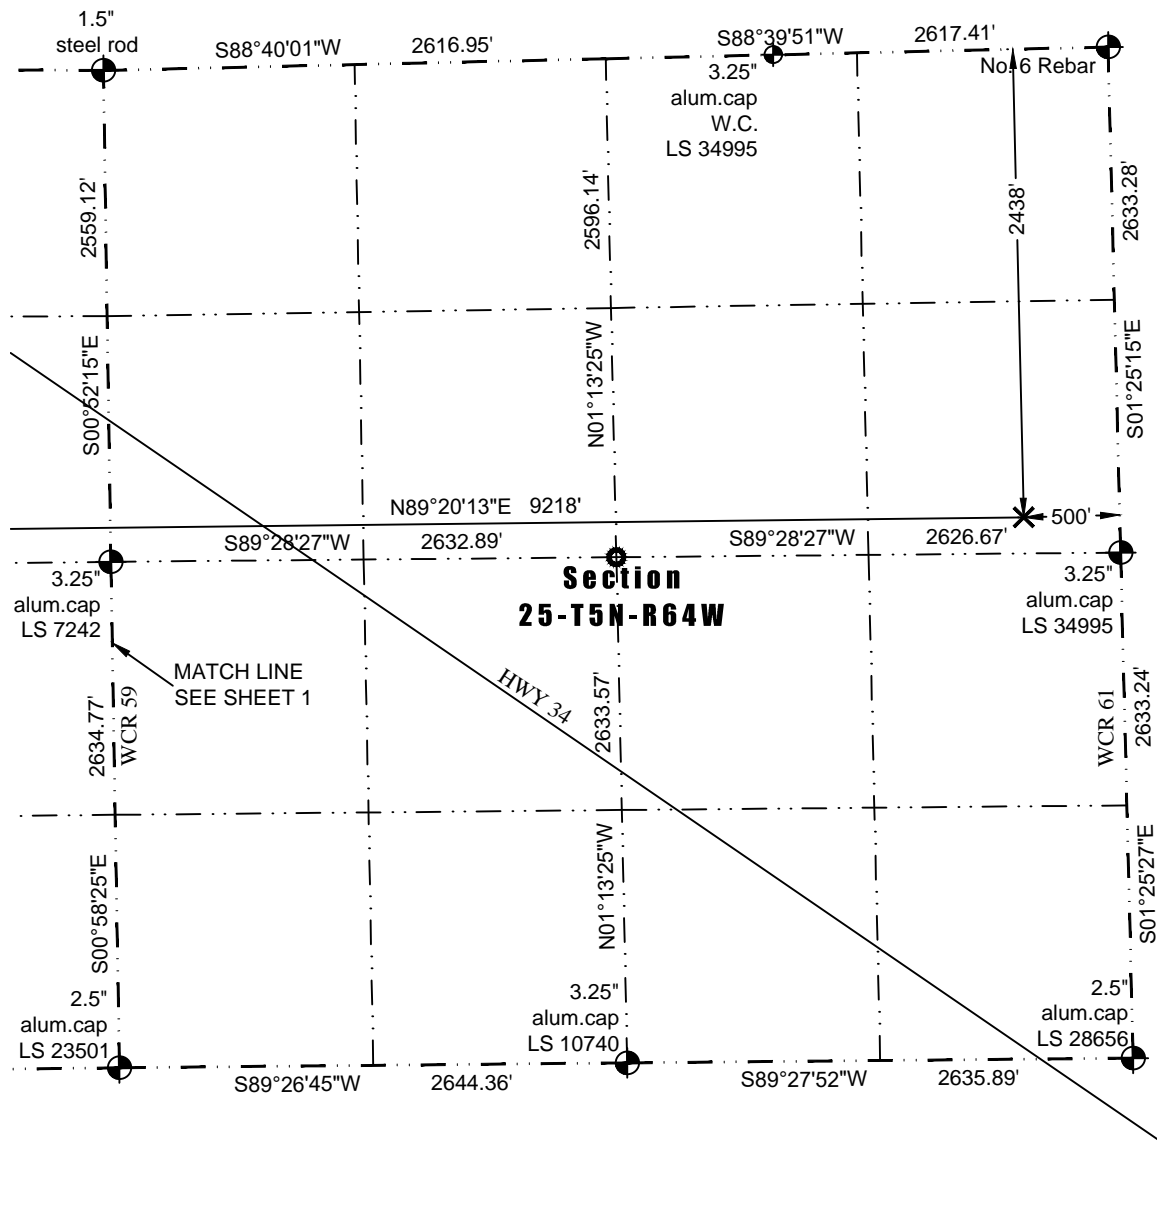 1.5"
steel rod
S88°40'01"W 2616.95'
S88°39'51"W 2617.41'
No. 6 Rebar
3.25"
alum.cap
W.C.
LS 34995
2559.12'
2596.14'
2438'
2633.28'
S00°52'15"E
N01°13'25"W
S01°25'15"E
N89°20'13"E 9218'
500'
S89°28'27"W 2632.89'
S89°28'27"W 2626.67'
3.25"
alum.cap
LS 7242
Section
25-T5N-R64W
3.25"
alum.cap
LS 34995
MATCH LINE
SEE SHEET 1
HWY 34
2634.77'
WCR 59
2633.57'
WCR 61
2633.24'
S00°58'25"E
N01°13'25"W
S01°25'27"E
2.5"
alum.cap
LS 23501
3.25"
alum.cap
LS 10740
2.5"
alum.cap
LS 28656
S89°26'45"W 2644.36'
S89°27'52"W 2635.89'